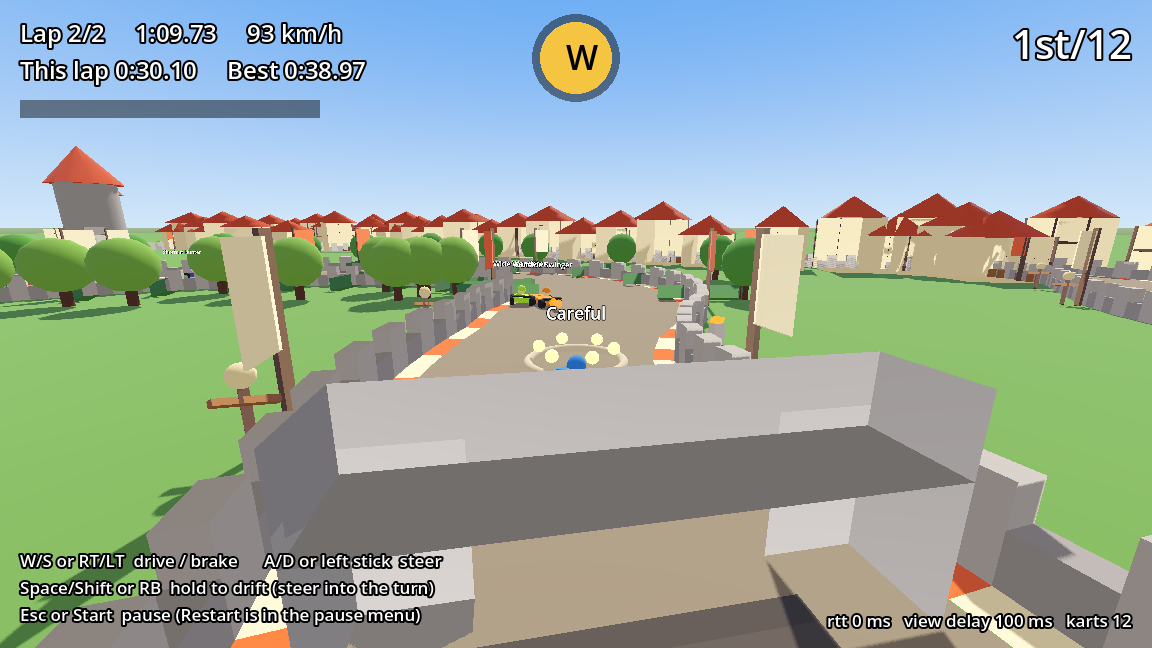 Lap 2/2 1:09.73 93 km/h
This lap 0:30.10 Best 0:38.97
W
1st/12
Careful
W/S or RT/LT drive / brake A/D or left stick steer
Space/Shift or RB hold to drift (steer into the turn)
Esc or Start pause (Restart is in the pause menu)
rtt 0 ms view delay 100 ms karts 12